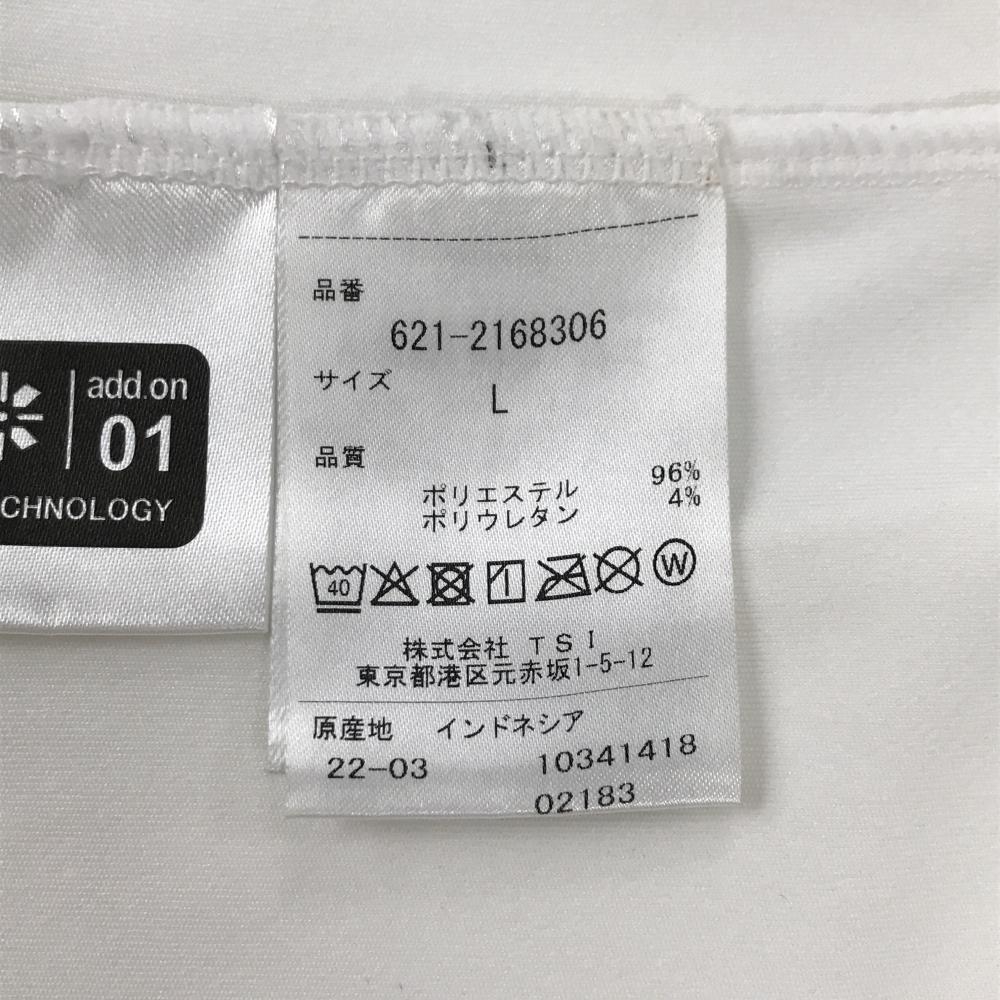 add.on
01
CHNOLOGY
品番
621-2168306
サイズ
L
品質
ポリエステル 96%
ポリウレタン 4%
40
W
株式会社 TSI
東京都港区元赤坂1-5-12
原産地 インドネシア
22-03 10341418
02183